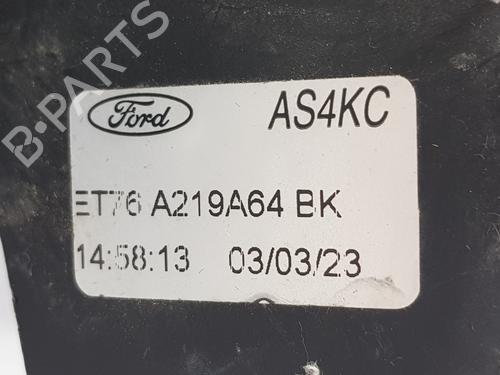 B-PARTS
Ford AS4KC
ET76 A219A64 BK
14:58:13 03/03/23